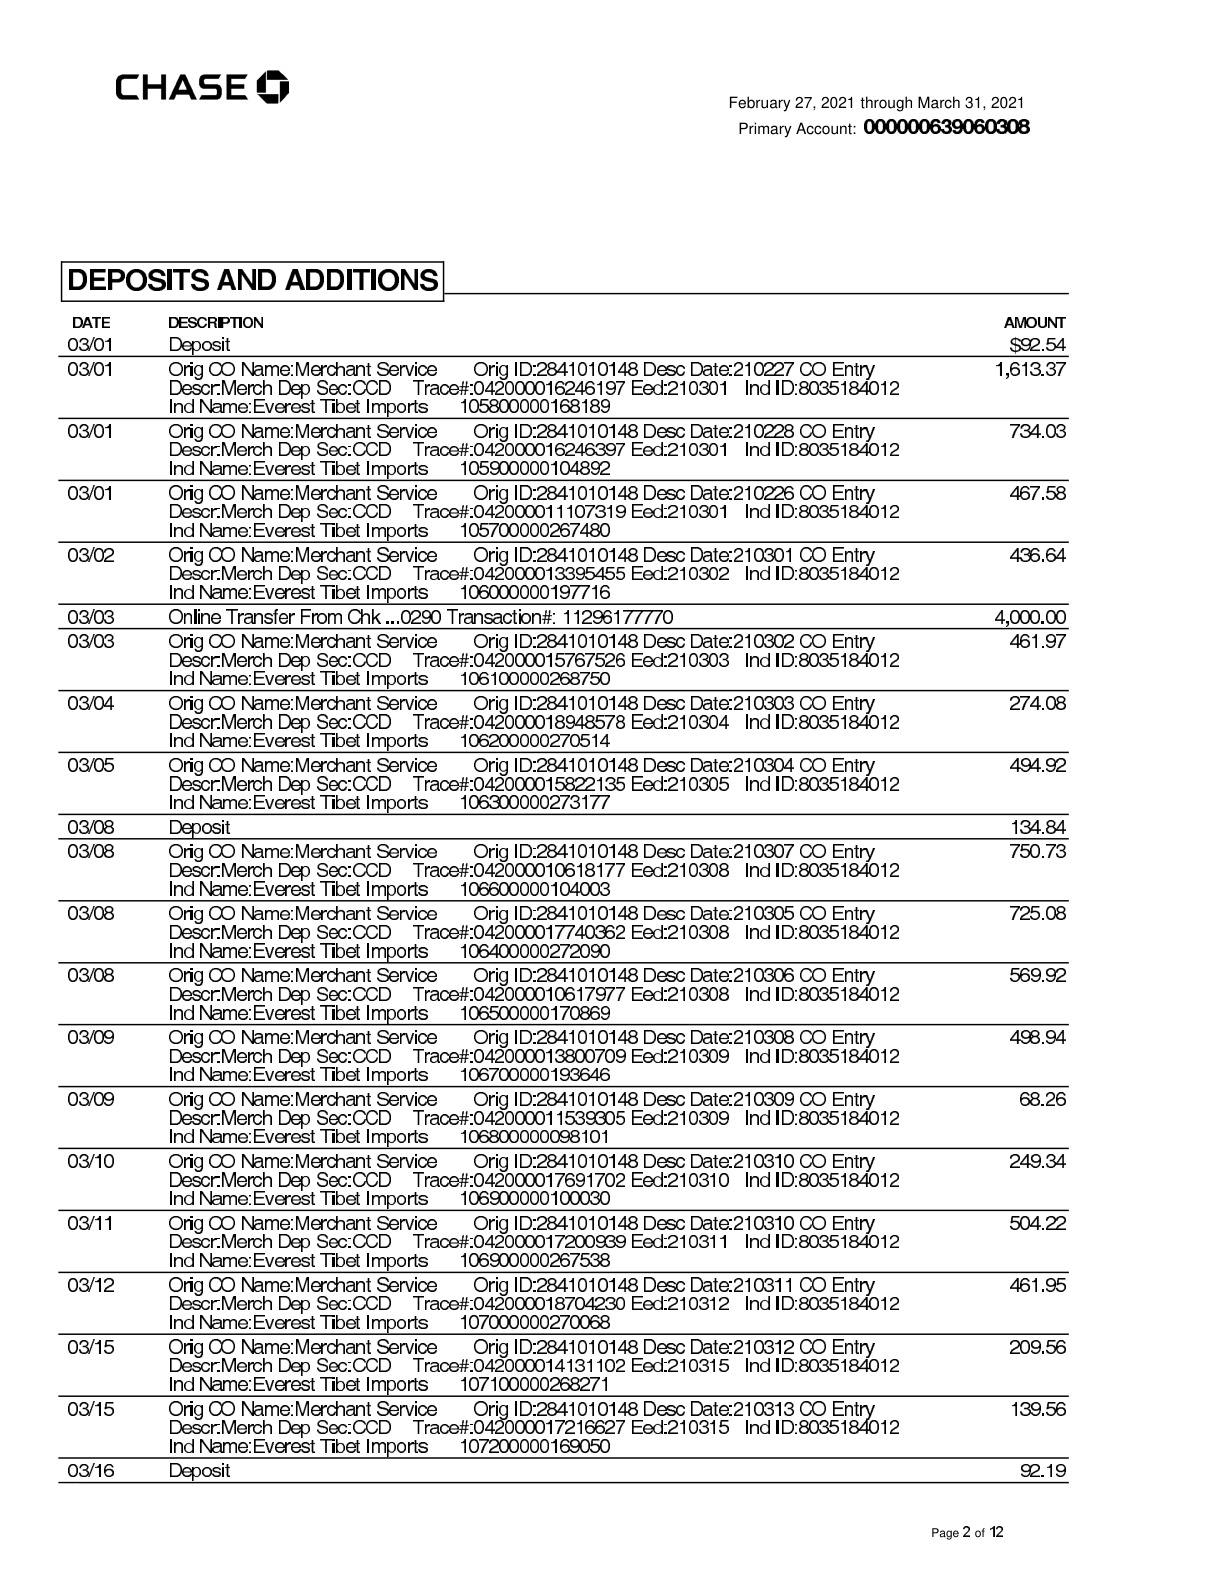 CHASE
February 27, 2021 through March 31, 2021
Primary Account: 000000639060308
DEPOSITS AND ADDITIONS
DATE DESCRIPTION AMOUNT
03/01 Deposit $92.54
03/01 Orig CO Name:Merchant Service Orig ID:2841010148 Desc Date:210227 CO Entry 1,613.37
Descr:Merch Dep Sec:CCD Trace#:042000016246197 Eed:210301 Ind ID:8035184012
Ind Name:Everest Tibet Imports 105800000168189
03/01 Orig CO Name:Merchant Service Orig ID:2841010148 Desc Date:210228 CO Entry 734.03
Descr:Merch Dep Sec:CCD Trace#:042000016246397 Eed:210301 Ind ID:8035184012
Ind Name:Everest Tibet Imports 105900000104892
03/01 Orig CO Name:Merchant Service Orig ID:2841010148 Desc Date:210226 CO Entry 467.58
Descr:Merch Dep Sec:CCD Trace#:042000011107319 Eed:210301 Ind ID:8035184012
Ind Name:Everest Tibet Imports 105700000267480
03/02 Orig CO Name:Merchant Service Orig ID:2841010148 Desc Date:210301 CO Entry 436.64
Descr:Merch Dep Sec:CCD Trace#:042000013395455 Eed:210302 Ind ID:8035184012
Ind Name:Everest Tibet Imports 106000000197716
03/03 Online Transfer From Chk ...0290 Transaction#: 11296177770 4,000.00
03/03 Orig CO Name:Merchant Service Orig ID:2841010148 Desc Date:210302 CO Entry 461.97
Descr:Merch Dep Sec:CCD Trace#:042000015767526 Eed:210303 Ind ID:8035184012
Ind Name:Everest Tibet Imports 106100000268750
03/04 Orig CO Name:Merchant Service Orig ID:2841010148 Desc Date:210303 CO Entry 274.08
Descr:Merch Dep Sec:CCD Trace#:042000018948578 Eed:210304 Ind ID:8035184012
Ind Name:Everest Tibet Imports 106200000270514
03/05 Orig CO Name:Merchant Service Orig ID:2841010148 Desc Date:210304 CO Entry 494.92
Descr:Merch Dep Sec:CCD Trace#:042000015822135 Eed:210305 Ind ID:8035184012
Ind Name:Everest Tibet Imports 106300000273177
03/08 Deposit 134.84
03/08 Orig CO Name:Merchant Service Orig ID:2841010148 Desc Date:210307 CO Entry 750.73
Descr:Merch Dep Sec:CCD Trace#:042000010618177 Eed:210308 Ind ID:8035184012
Ind Name:Everest Tibet Imports 106600000104003
03/08 Orig CO Name:Merchant Service Orig ID:2841010148 Desc Date:210305 CO Entry 725.08
Descr:Merch Dep Sec:CCD Trace#:042000017740362 Eed:210308 Ind ID:8035184012
Ind Name:Everest Tibet Imports 106400000272090
03/08 Orig CO Name:Merchant Service Orig ID:2841010148 Desc Date:210306 CO Entry 569.92
Descr:Merch Dep Sec:CCD Trace#:042000010617977 Eed:210308 Ind ID:8035184012
Ind Name:Everest Tibet Imports 106500000170869
03/09 Orig CO Name:Merchant Service Orig ID:2841010148 Desc Date:210308 CO Entry 498.94
Descr:Merch Dep Sec:CCD Trace#:042000013800709 Eed:210309 Ind ID:8035184012
Ind Name:Everest Tibet Imports 106700000193646
03/09 Orig CO Name:Merchant Service Orig ID:2841010148 Desc Date:210309 CO Entry 68.26
Descr:Merch Dep Sec:CCD Trace#:042000011539305 Eed:210309 Ind ID:8035184012
Ind Name:Everest Tibet Imports 106800000098101
03/10 Orig CO Name:Merchant Service Orig ID:2841010148 Desc Date:210310 CO Entry 249.34
Descr:Merch Dep Sec:CCD Trace#:042000017691702 Eed:210310 Ind ID:8035184012
Ind Name:Everest Tibet Imports 106900000100030
03/11 Orig CO Name:Merchant Service Orig ID:2841010148 Desc Date:210310 CO Entry 504.22
Descr:Merch Dep Sec:CCD Trace#:042000017200939 Eed:210311 Ind ID:8035184012
Ind Name:Everest Tibet Imports 106900000267538
03/12 Orig CO Name:Merchant Service Orig ID:2841010148 Desc Date:210311 CO Entry 461.95
Descr:Merch Dep Sec:CCD Trace#:042000018704230 Eed:210312 Ind ID:8035184012
Ind Name:Everest Tibet Imports 107000000270068
03/15 Orig CO Name:Merchant Service Orig ID:2841010148 Desc Date:210312 CO Entry 209.56
Descr:Merch Dep Sec:CCD Trace#:042000014131102 Eed:210315 Ind ID:8035184012
Ind Name:Everest Tibet Imports 107100000268271
03/15 Orig CO Name:Merchant Service Orig ID:2841010148 Desc Date:210313 CO Entry 139.56
Descr:Merch Dep Sec:CCD Trace#:042000017216627 Eed:210315 Ind ID:8035184012
Ind Name:Everest Tibet Imports 107200000169050
03/16 Deposit 92.19
Page 2 of 12